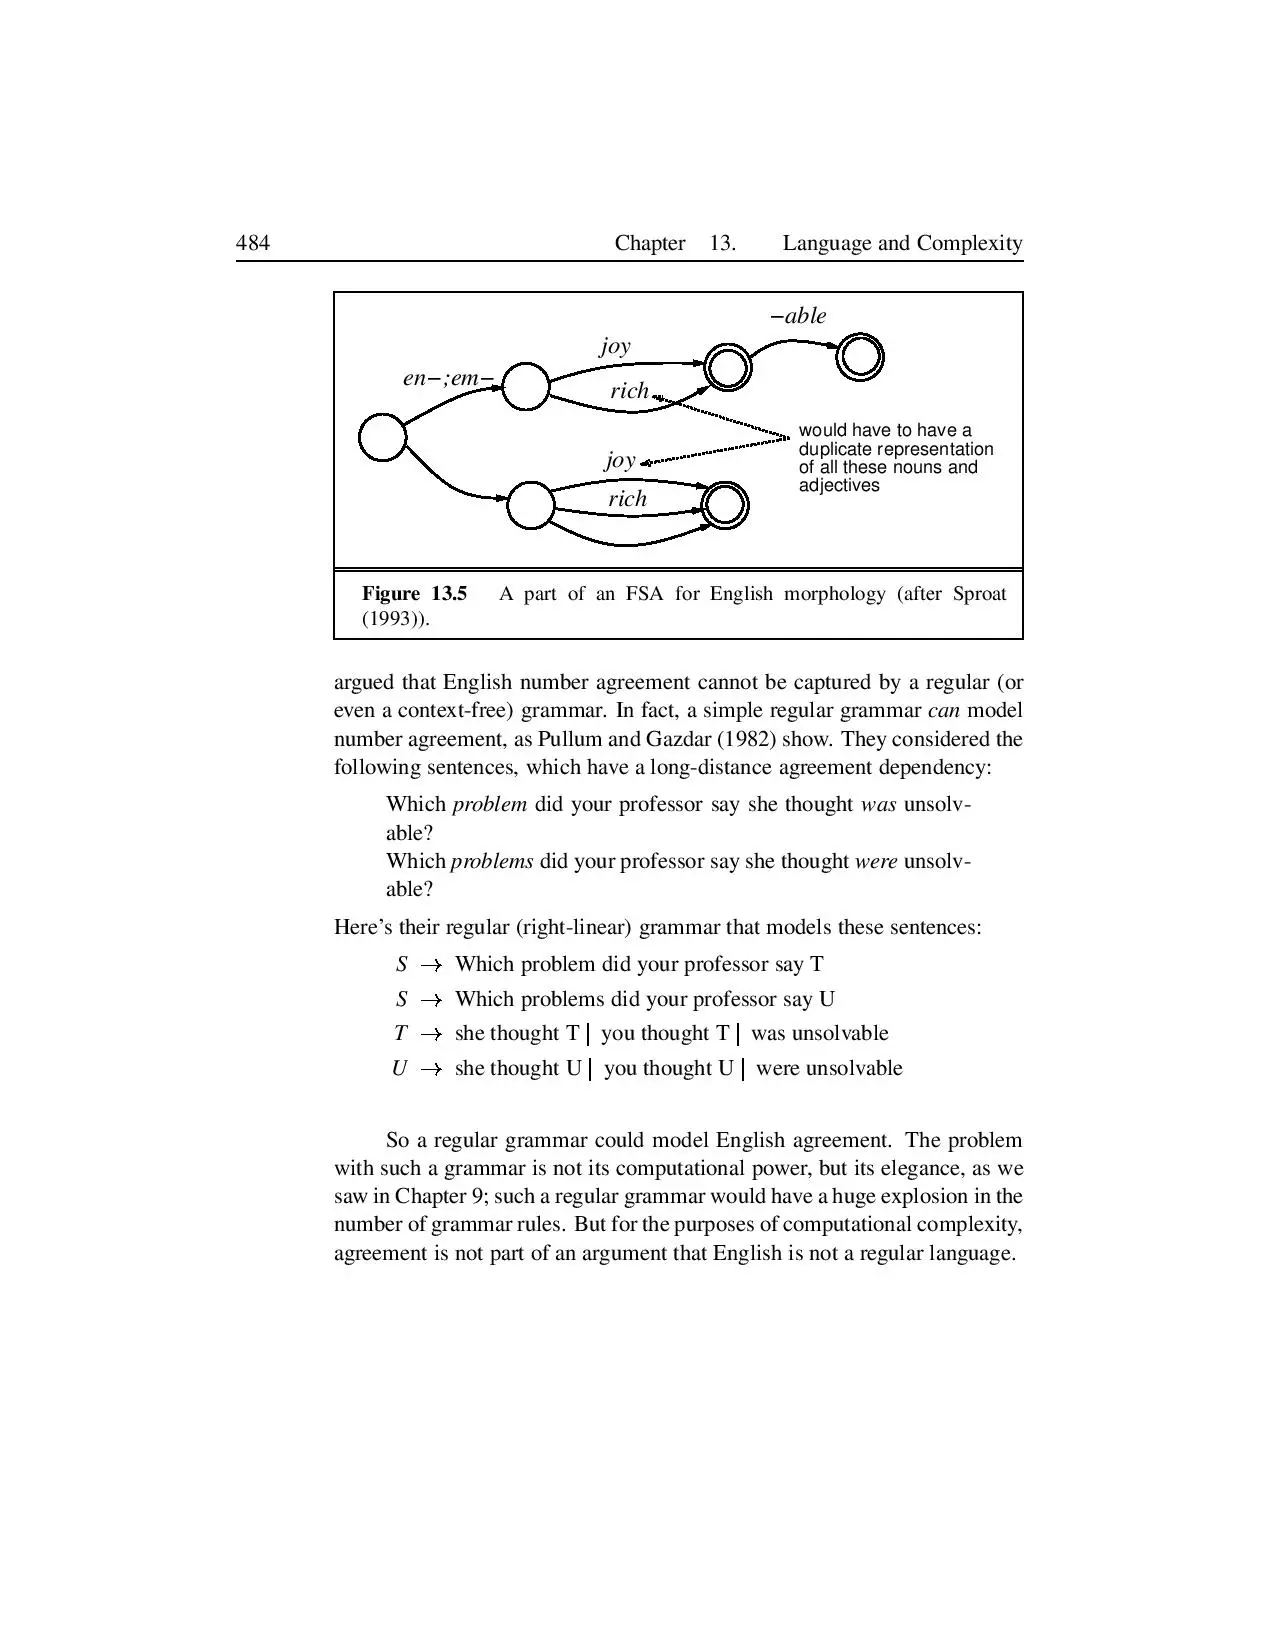 484 Chapter 13. Language and Complexity
−able
joy
en−;em−
rich
would have to have a
duplicate representation
of all these nouns and
adjectives
joy
rich
Figure 13.5 A part of an FSA for English morphology (after Sproat
(1993)).
argued that English number agreement cannot be captured by a regular (or
even a context-free) grammar. In fact, a simple regular grammar can model
number agreement, as Pullum and Gazdar (1982) show. They considered the
following sentences, which have a long-distance agreement dependency:
Which problem did your professor say she thought was unsolv-
able?
Which problems did your professor say she thought were unsolv-
able?
Here's their regular (right-linear) grammar that models these sentences:
S → Which problem did your professor say T
S → Which problems did your professor say U
T → she thought T | you thought T | was unsolvable
U → she thought U | you thought U | were unsolvable
So a regular grammar could model English agreement. The problem
with such a grammar is not its computational power, but its elegance, as we
saw in Chapter 9; such a regular grammar would have a huge explosion in the
number of grammar rules. But for the purposes of computational complexity,
agreement is not part of an argument that English is not a regular language.